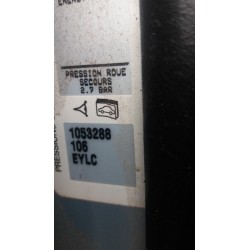 PRESSION ROUE
SECOURS
2.7 BAR
1053288
106
EYLC